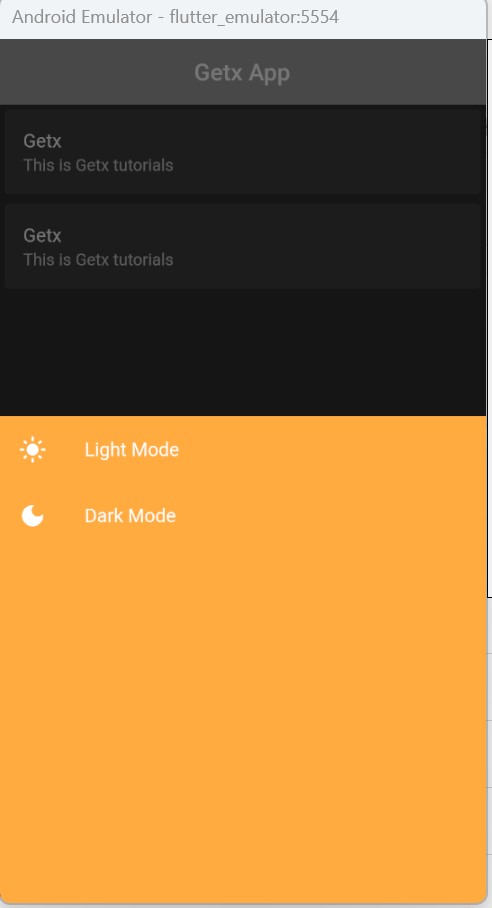 Android Emulator - flutter_emulator:5554
Getx App
Getx
This is Getx tutorials
Getx
This is Getx tutorials
Light Mode
Dark Mode